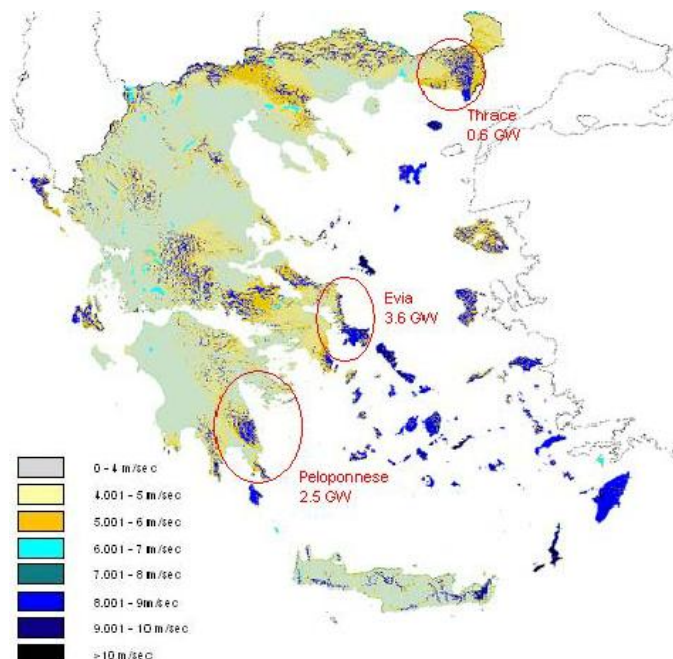 Thrace
0.6 GW
Evia
3.6 GW
Peloponnese
2.5 GW
0 - 4 m/sec
4.001 - 5 m/sec
5.001 - 6 m/sec
6.001 - 7 m/sec
7.001 - 8 m/sec
8.001 - 9m/sec
9.001 - 10 m/sec
>10 m/sec